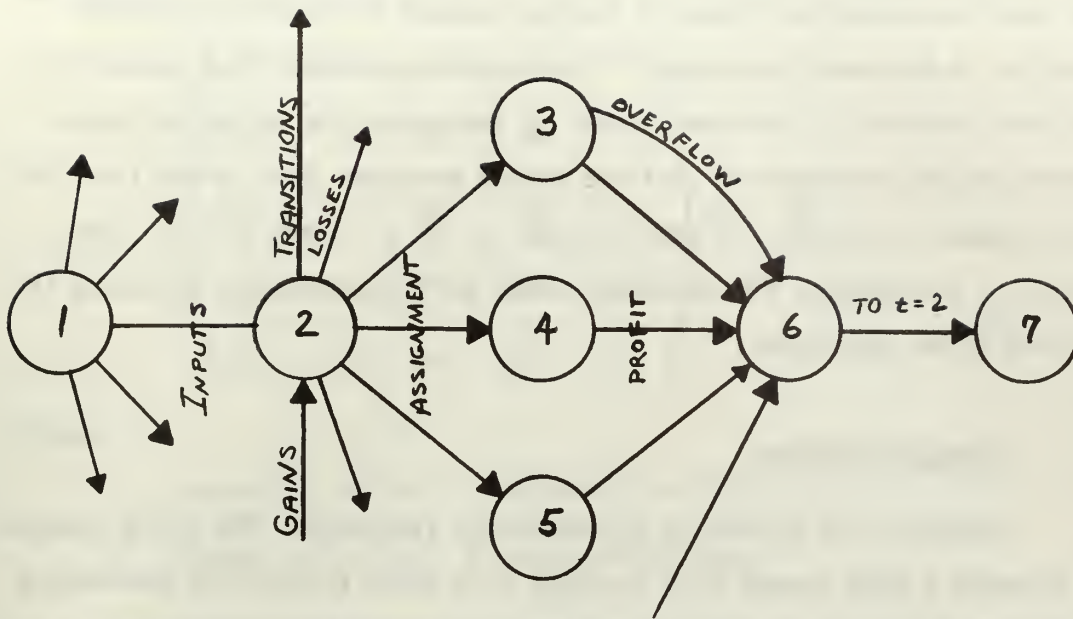 TRANSITIONS
LOSSES
OVERFLOW
3
1
INPUTS
2
ASSIGNMENT
4
PROFIT
6
TO t=2
7
GAINS
5